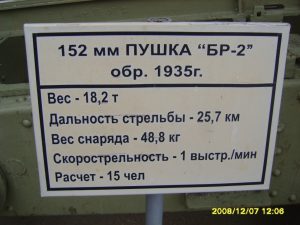 152 мм ПУШКА “БР-2”
обр. 1935г.
Вес - 18,2 т
Дальность стрельбы - 25,7 км
Вес снаряда - 48,8 кг
Скорострельность - 1 выстр./мин
Расчет - 15 чел
2008/12/07 12:06